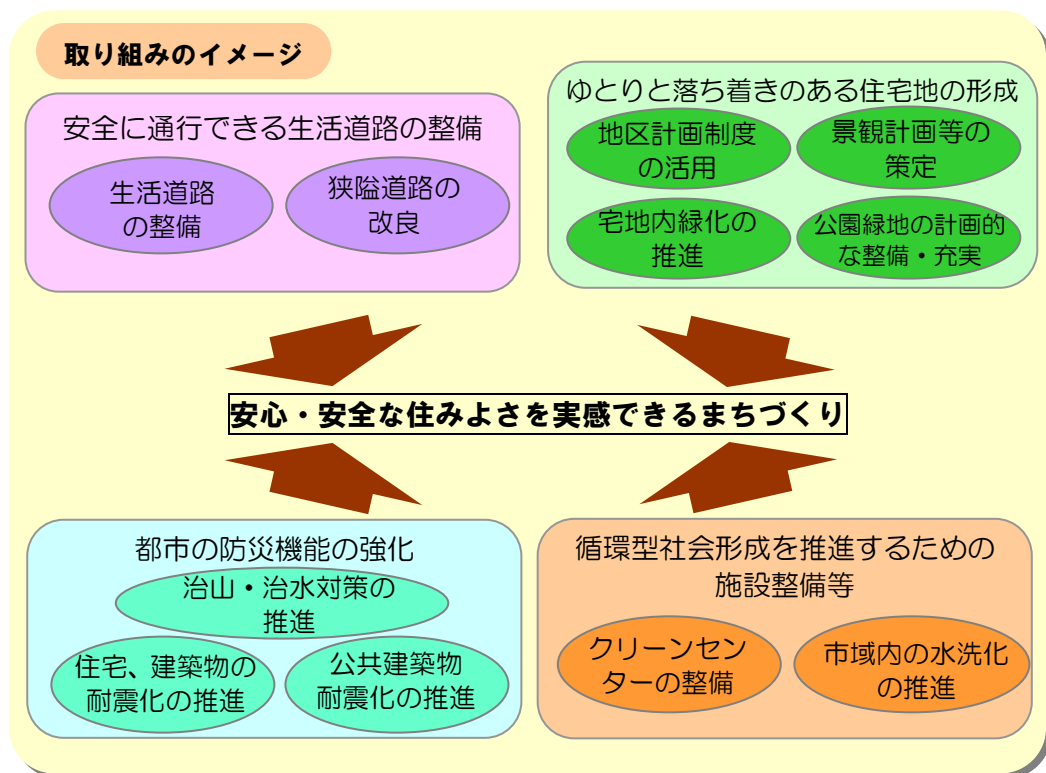 取り組みのイメージ
安全に通行できる生活道路の整備
生活道路
の整備
狭隘道路の
改良
ゆとりと落ち着きのある住宅地の形成
地区計画制度
の活用
景観計画等の
策定
宅地内緑化の
推進
公園緑地の計画的
な整備・充実
安心・安全な住みよさを実感できるまちづくり
都市の防災機能の強化
治山・治水対策の
推進
住宅、建築物の
耐震化の推進
公共建築物
耐震化の推進
循環型社会形成を推進するための
施設整備等
クリーンセン
ターの整備
市域内の水洗化
の推進